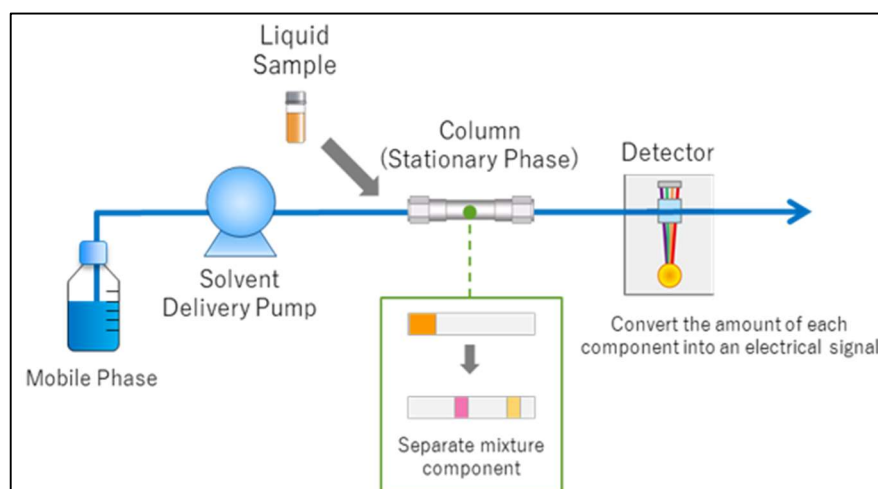 Liquid
Sample
Column
(Stationary Phase)
Detector
Solvent
Delivery Pump
Mobile Phase
Convert the amount of each
component into an electrical signal
Separate mixture
component